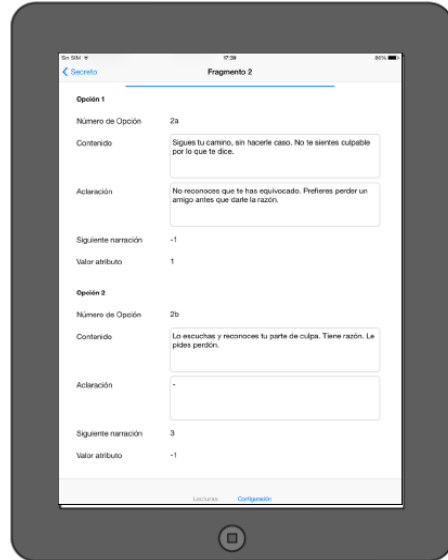 Sin SIM 17:39 86%
Secreto Fragmento 2
Opción 1
Número de Opción 2a
Contenido Sigues tu camino, sin hacerle caso. No te sientes culpable
por lo que te dice.
Aclaración No reconoces que te has equivocado. Prefieres perder un
amigo antes que darle la razón.
Siguiente narración -1
Valor atributo 1
Opción 2
Número de Opción 2b
Contenido Lo escuchas y reconoces tu parte de culpa. Tiene razón. Le
pides perdón.
Aclaración -
Siguiente narración 3
Valor atributo -1
Lecturas Configuración